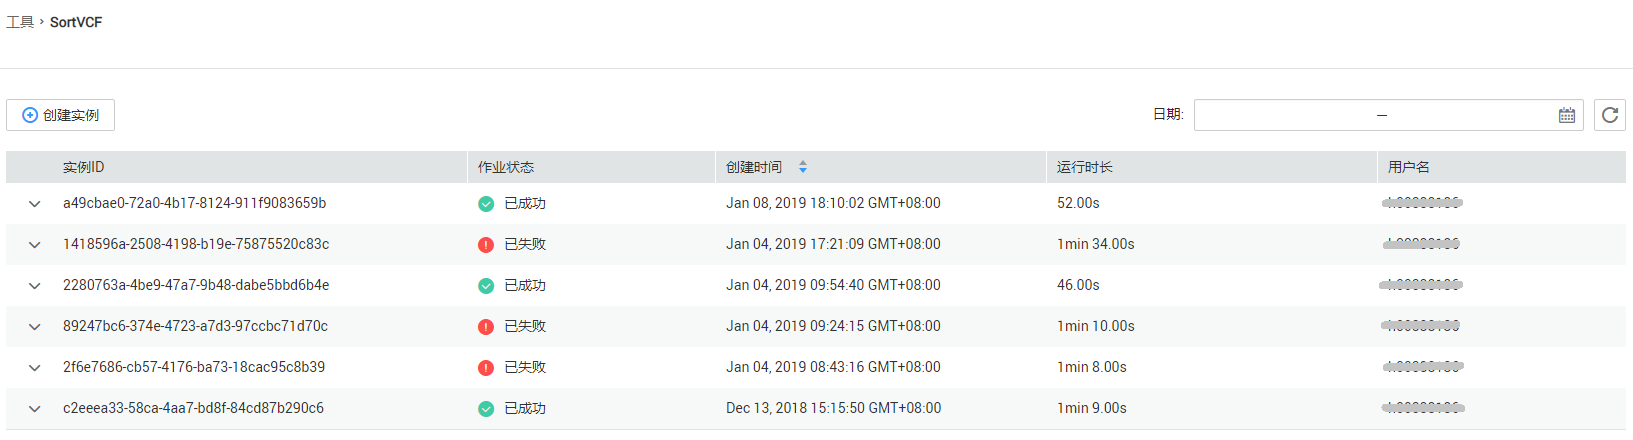 工具 › SortVCF
创建实例 日期: –
实例ID 作业状态 创建时间 运行时长 用户名
a49cbae0-72a0-4b17-8124-911f9083659b 已成功 Jan 08, 2019 18:10:02 GMT+08:00 52.00s
1418596a-2508-4198-b19e-75875520c83c 已失败 Jan 04, 2019 17:21:09 GMT+08:00 1min 34.00s
2280763a-4be9-47a7-9b48-dabe5bbd6b4e 已成功 Jan 04, 2019 09:54:40 GMT+08:00 46.00s
89247bc6-374e-4723-a7d3-97ccbc71d70c 已失败 Jan 04, 2019 09:24:15 GMT+08:00 1min 10.00s
2f6e7686-cb57-4176-ba73-18cac95c8b39 已失败 Jan 04, 2019 08:43:16 GMT+08:00 1min 8.00s
c2eeea33-58ca-4aa7-bd8f-84cd87b290c6 已成功 Dec 13, 2018 15:15:50 GMT+08:00 1min 9.00s